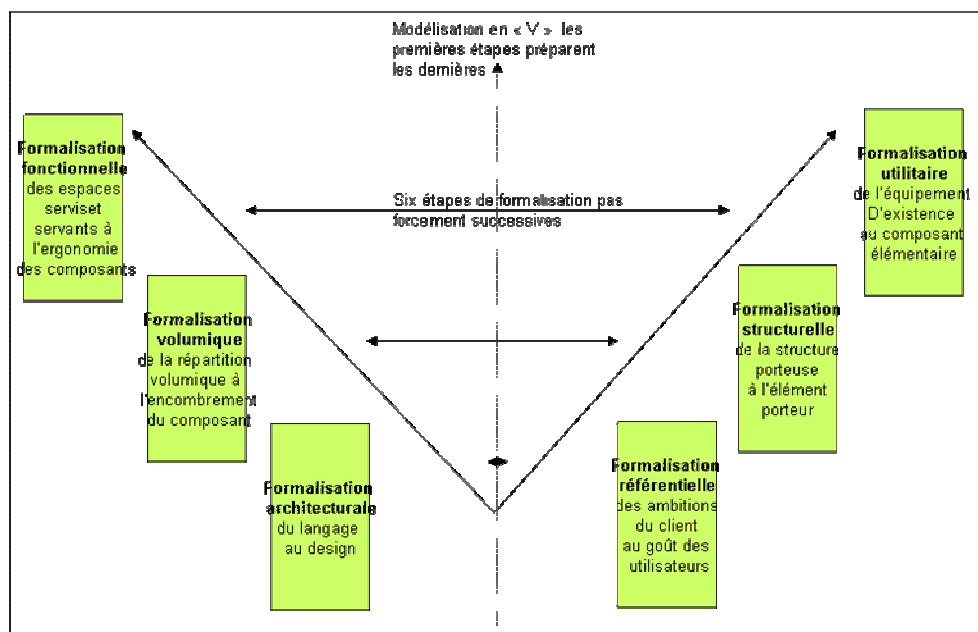 Modélisation en « V » les
premières étapes préparent
les dernières
Formalisation
fonctionnelle
des espaces
serviset
servants à
l'ergonomie
des composants
Formalisation
utilitaire
de l'équipement
D'existence
au composant
élémentaire
Six étapes de formalisation pas
forcement successives
Formalisation
volumique
de la répartition
volumique à
l'encombrement
du composant
Formalisation
structurelle
de la structure
porteuse
à l'élément
porteur
Formalisation
architecturale
du langage
au design
Formalisation
référentielle
des ambitions
du client
au goût des
utilisateurs